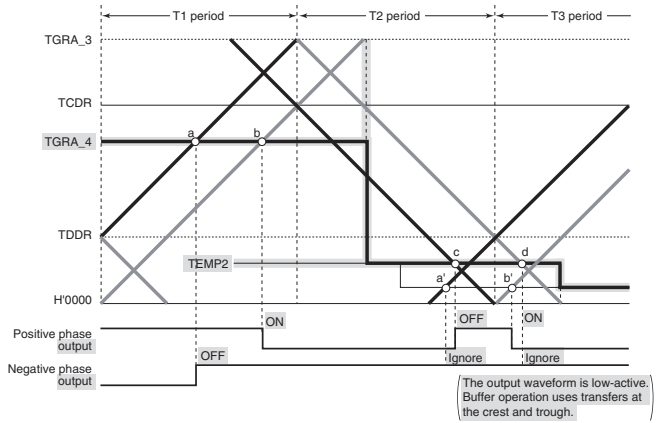 T1 period T2 period T3 period
TGRA_3
TCDR
a b
TGRA_4
TDDR
TEMP2
c d
a' b'
H'0000
ON OFF ON
Positive phase
output
OFF Ignore Ignore
Negative phase
output
The output waveform is low-active.
Buffer operation uses transfers at
the crest and trough.